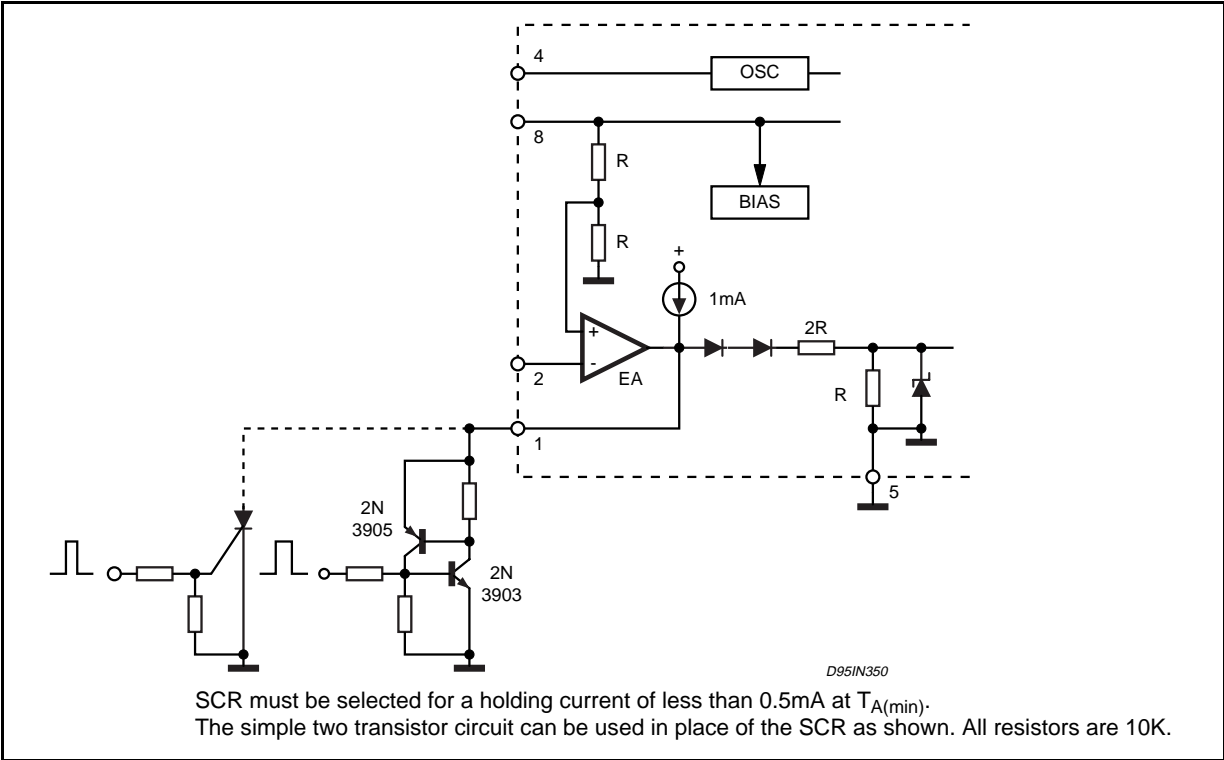 4
OSC
8
R
BIAS
R
+
1mA
2R
+
-
2
EA
R
1
5
2N
3905
2N
3903
D95IN350
SCR must be selected for a holding current of less than 0.5mA at TA(min).
The simple two transistor circuit can be used in place of the SCR as shown. All resistors are 10K.